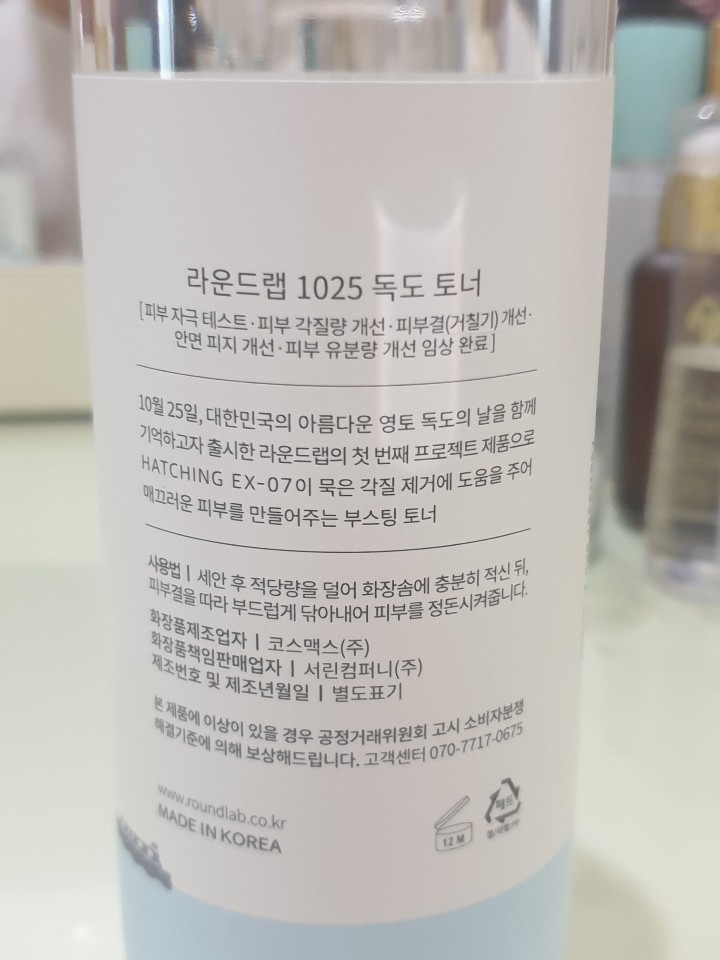 라운드랩 1025 독도 토너
[피부 자극 테스트·피부 각질량 개선·피부결(거칠기) 개선·
안면 피지 개선·피부 유분량 개선 임상 완료]
10월 25일, 대한민국의 아름다운 영토 독도의 날을 함께
기억하고자 출시한 라운드랩의 첫 번째 프로젝트 제품으로
HATCHING EX-07이 묵은 각질 제거에 도움을 주어
매끄러운 피부를 만들어주는 부스팅 토너
사용법 | 세안 후 적당량을 덜어 화장솜에 충분히 적신 뒤,
피부결을 따라 부드럽게 닦아내어 피부를 정돈시켜줍니다.
화장품제조업자 | 코스맥스(주)
화장품책임판매업자 | 서린컴퍼니(주)
제조번호 및 제조년월일 | 별도표기
본 제품에 이상이 있을 경우 공정거래위원회 고시 소비자분쟁
해결기준에 의해 보상해드립니다. 고객센터 070-7717-0675
www.roundlab.co.kr
MADE IN KOREA
12 M
페트